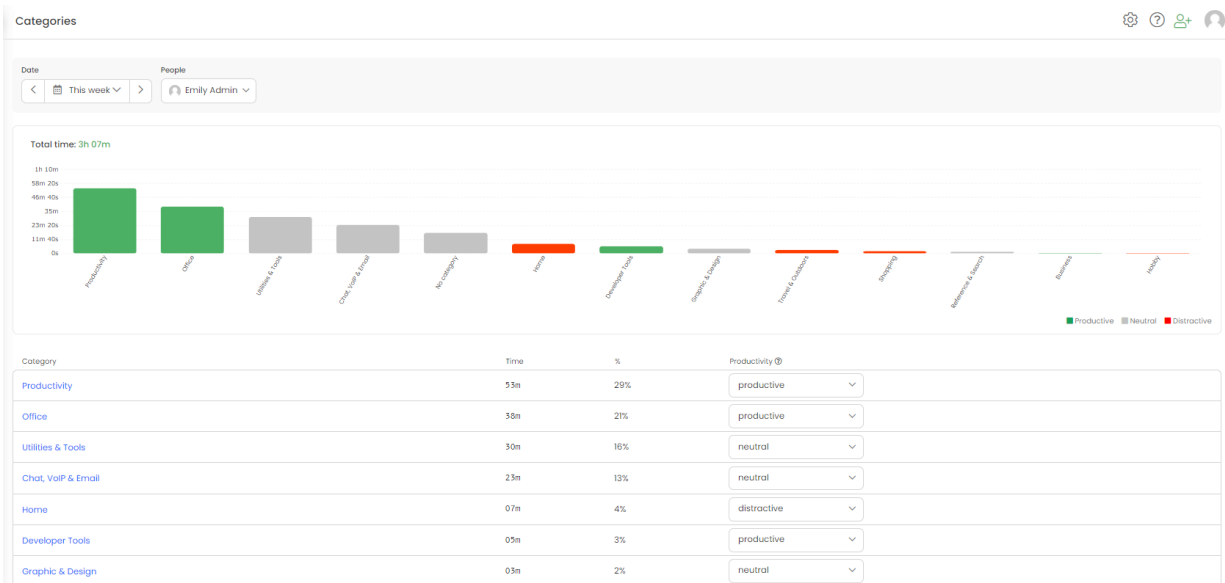 Categories
Date
People
This week
Emily Admin
Total time: 3h 07m
1h 10m
58m 20s
46m 40s
35m
23m 20s
11m 40s
0s
Productivity
Office
Utilities & Tools
Chat, VoIP & Email
No category
Home
Developer Tools
Graphic & Design
Travel & Outdoors
Shopping
Reference & Search
Business
Hobby
Productive Neutral Distractive
Category Time % Productivity
Productivity 53m 29% productive
Office 38m 21% productive
Utilities & Tools 30m 16% neutral
Chat, VoIP & Email 23m 13% neutral
Home 07m 4% distractive
Developer Tools 05m 3% productive
Graphic & Design 03m 2% neutral